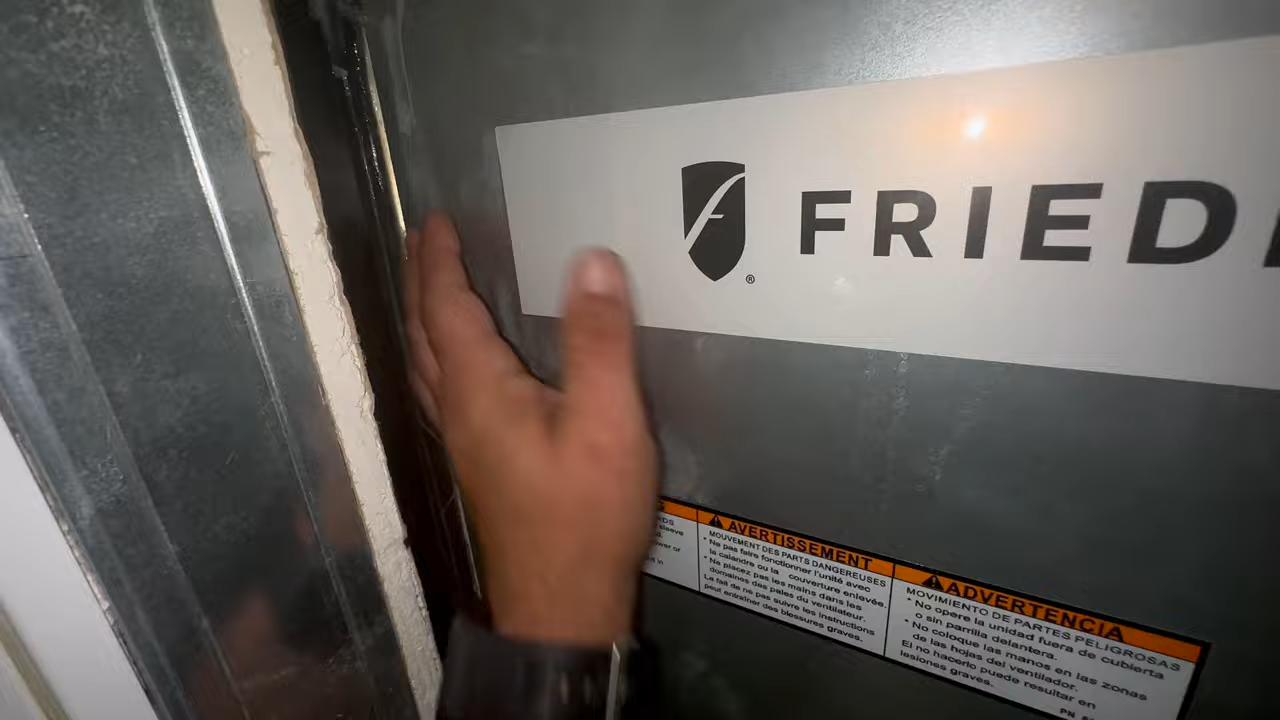 FRIED
®
AVERTISSEMENT
MOUVEMENT DES PARTS DANGEREUSES
• Ne pas faire fonctionner l'unité avec
la calandre ou la couverture enlevée.
• Ne placez pas les mains dans les
domaines des pales du ventilateur.
Le fait de ne pas suivre les instructions
peut entraîner des blessures graves.
ADVERTENCIA
MOVIMIENTO DE PARTES PELIGROSAS
• No opere la unidad fuera de cubierta
o sin parrilla delantera.
• No coloque las manos en las zonas
de las hojas del ventilador.
El no hacerlo puede resultar en
lesiones graves.
PN